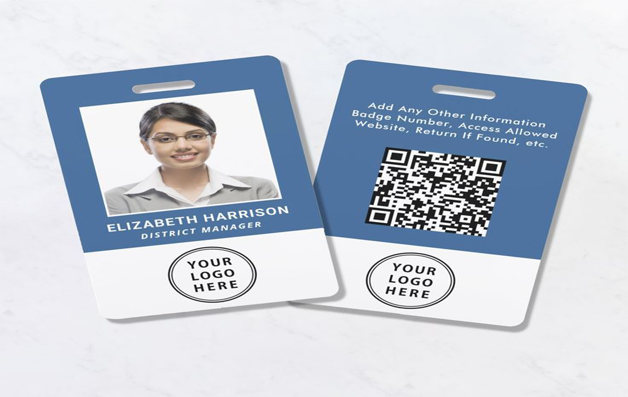 ELIZABETH HARRISON
DISTRICT MANAGER
YOUR
LOGO
HERE
Add Any Other Information
Badge Number, Access Allowed
Website, Return If Found, etc.
YOUR
LOGO
HERE